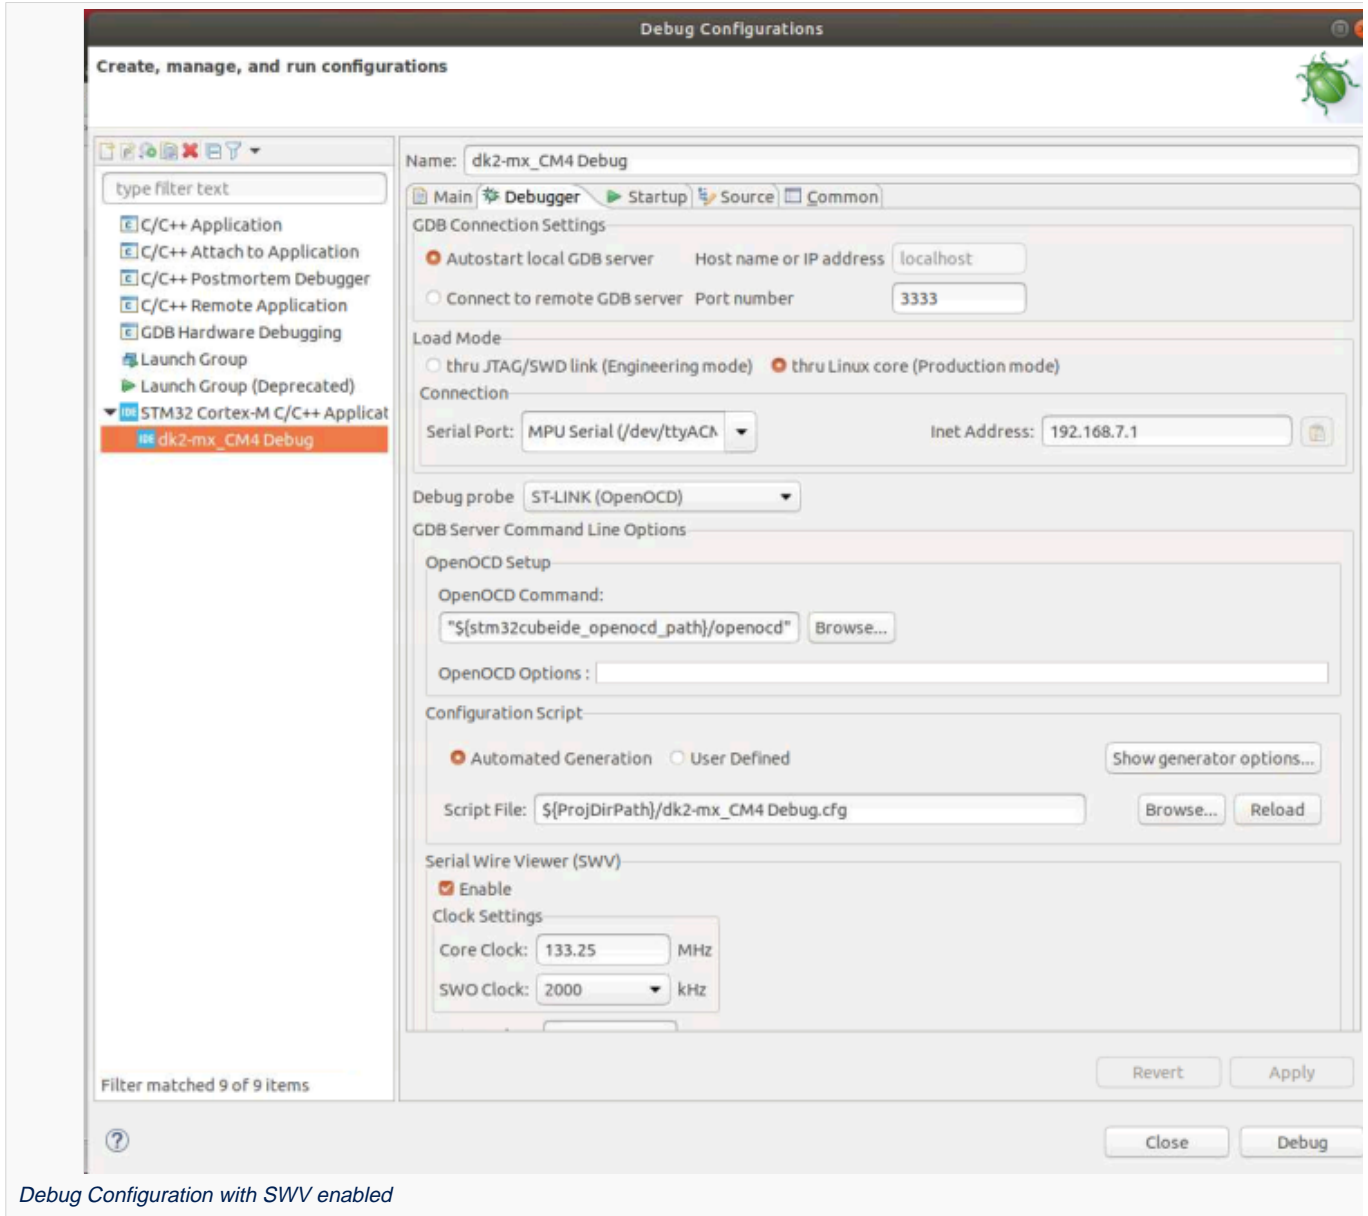 Debug Configurations
Create, manage, and run configurations
type filter text
C/C++ Application
C/C++ Attach to Application
C/C++ Postmortem Debugger
C/C++ Remote Application
GDB Hardware Debugging
Launch Group
Launch Group (Deprecated)
IDE STM32 Cortex-M C/C++ Applicat
IDE dk2-mx_CM4 Debug
Filter matched 9 of 9 items
Name: dk2-mx_CM4 Debug
Main Debugger Startup Source Common
GDB Connection Settings
Autostart local GDB server Host name or IP address localhost
Connect to remote GDB server Port number 3333
Load Mode
thru JTAG/SWD link (Engineering mode) thru Linux core (Production mode)
Connection
Serial Port: MPU Serial (/dev/ttyACM Inet Address: 192.168.7.1
Debug probe ST-LINK (OpenOCD)
GDB Server Command Line Options
OpenOCD Setup
OpenOCD Command:
"${stm32cubeide_openocd_path}/openocd" Browse...
OpenOCD Options :
Configuration Script
Automated Generation User Defined Show generator options...
Script File: ${ProjDirPath}/dk2-mx_CM4 Debug.cfg Browse... Reload
Serial Wire Viewer (SWV)
Enable
Clock Settings
Core Clock: 133.25 MHz
SWO Clock: 2000 kHz
Revert Apply
Close Debug
Debug Configuration with SWV enabled